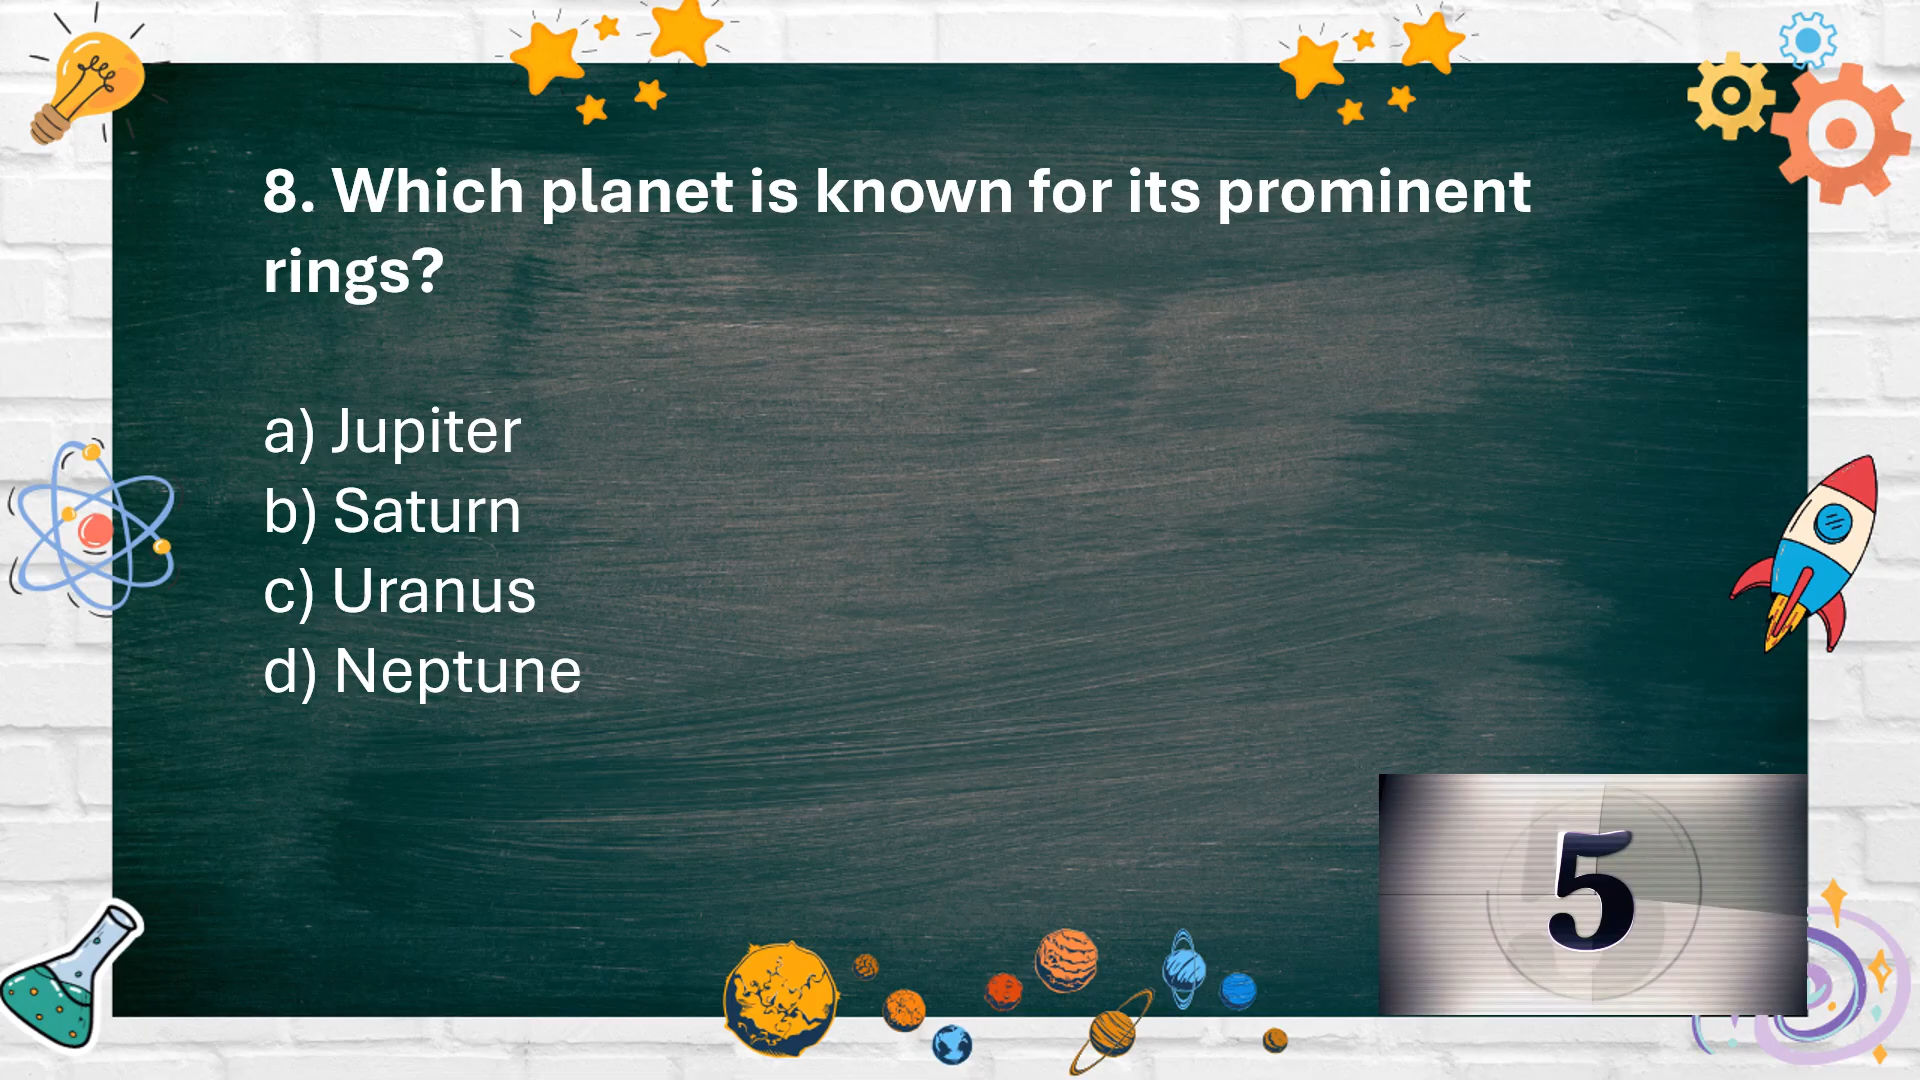 8. Which planet is known for its prominent
rings?
a) Jupiter
b) Saturn
c) Uranus
d) Neptune
5